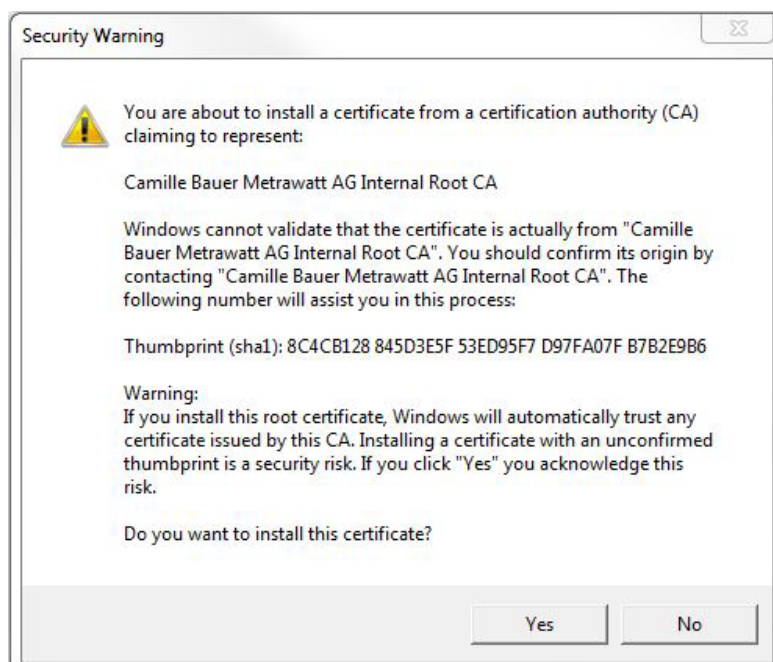 Security Warning
You are about to install a certificate from a certification authority (CA)
claiming to represent:
Camille Bauer Metrawatt AG Internal Root CA
Windows cannot validate that the certificate is actually from "Camille
Bauer Metrawatt AG Internal Root CA". You should confirm its origin by
contacting "Camille Bauer Metrawatt AG Internal Root CA". The
following number will assist you in this process:
Thumbprint (sha1): 8C4CB128 845D3E5F 53ED95F7 D97FA07F B7B2E9B6
Warning:
If you install this root certificate, Windows will automatically trust any
certificate issued by this CA. Installing a certificate with an unconfirmed
thumbprint is a security risk. If you click "Yes" you acknowledge this
risk.
Do you want to install this certificate?
Yes No